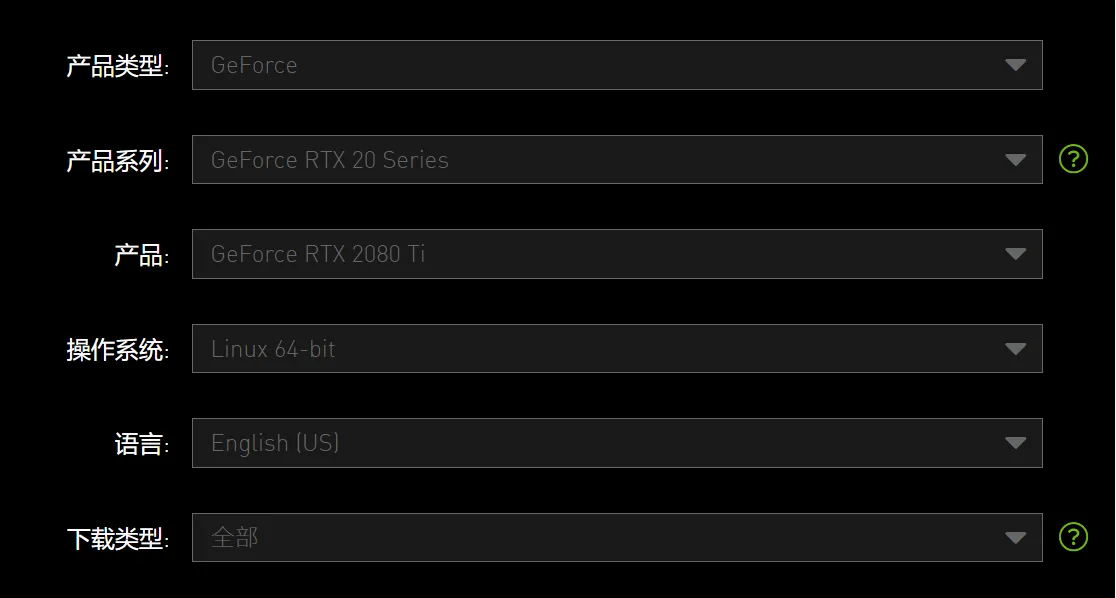 产品类型: GeForce
产品系列: GeForce RTX 20 Series ?
产品: GeForce RTX 2080 Ti
操作系统: Linux 64-bit
语言: English (US)
下载类型: 全部 ?